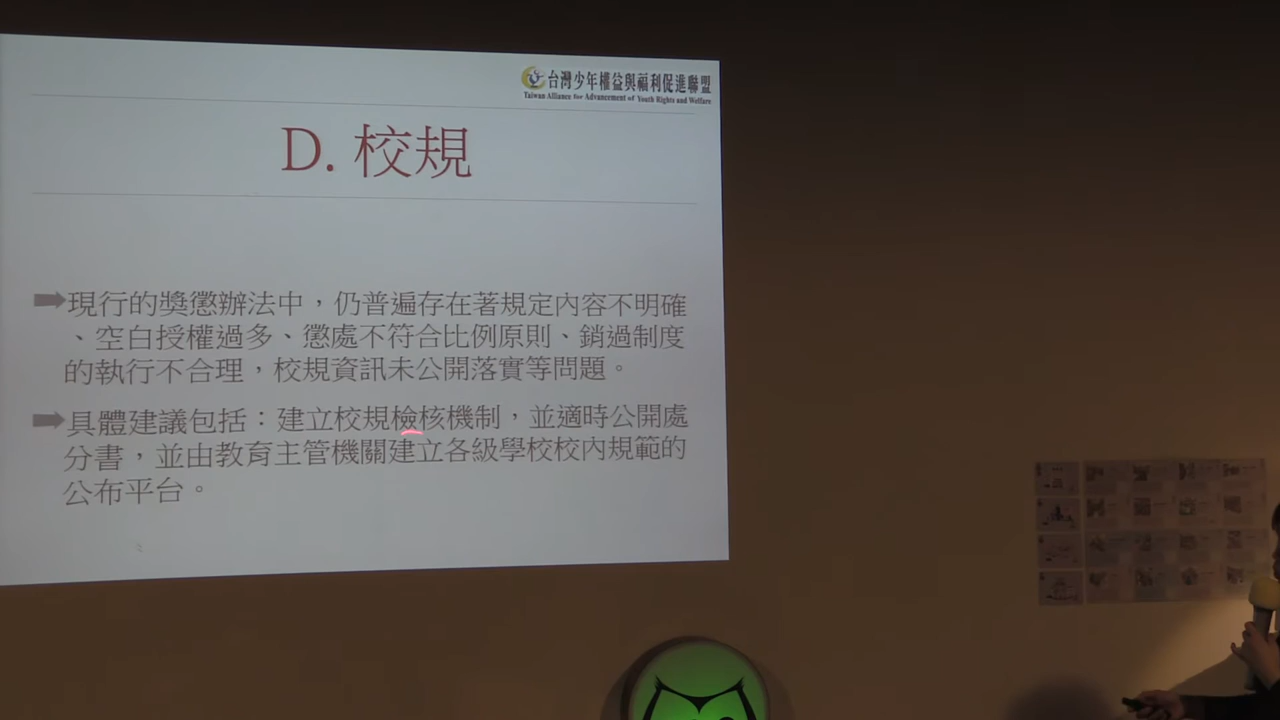 台灣少年權益與福利促進聯盟
Taiwan Alliance for Advancement of Youth Rights and Welfare
D. 校規
現行的獎懲辦法中，仍普遍存在著規定內容不明確
、空白授權過多、懲處不符合比例原則、銷過制度
的執行不合理，校規資訊未公開落實等問題。
具體建議包括：建立校規檢核機制，並適時公開處
分書，並由教育主管機關建立各級學校校內規範的
公布平台。